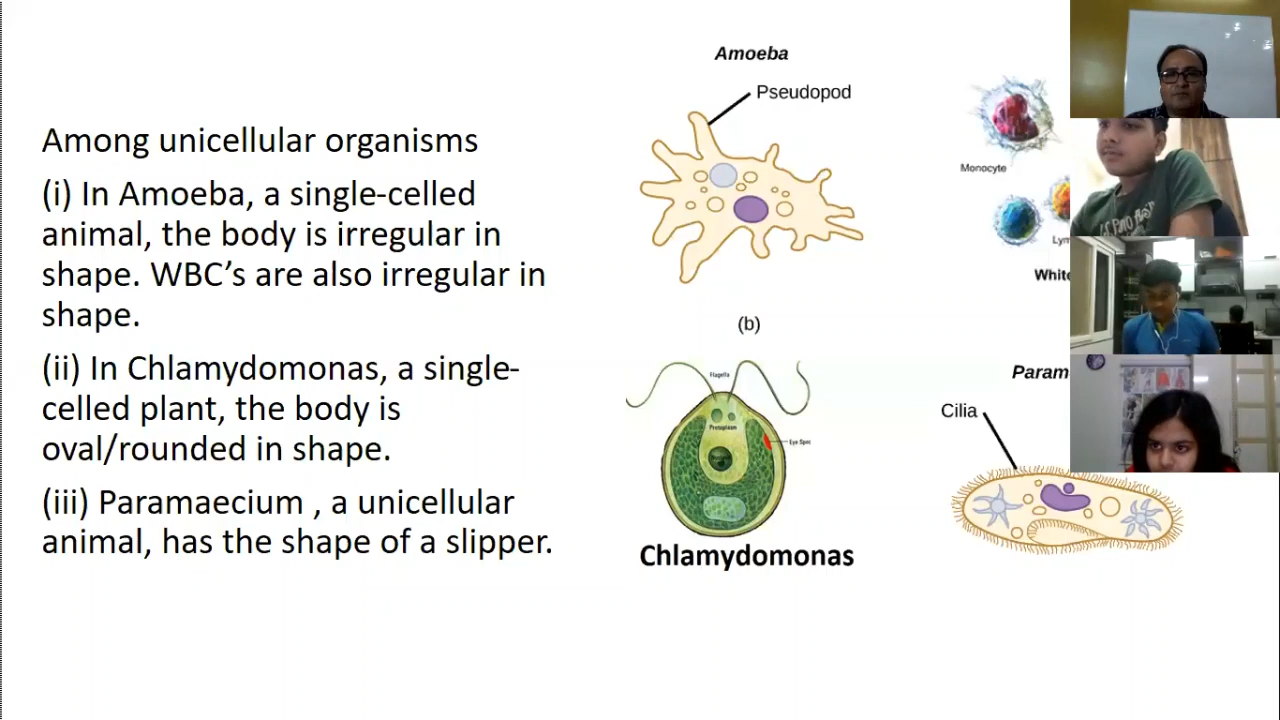 Among unicellular organisms
(i) In Amoeba, a single-celled
animal, the body is irregular in
shape. WBC’s are also irregular in
shape.
(ii) In Chlamydomonas, a single-
celled plant, the body is
oval/rounded in shape.
(iii) Paramaecium , a unicellular
animal, has the shape of a slipper.
Amoeba
Pseudopod
(b)
Monocyte
Lym
White
Flagella
Protoplasm
Eye Spot
Chlamydomonas
Param
Cilia